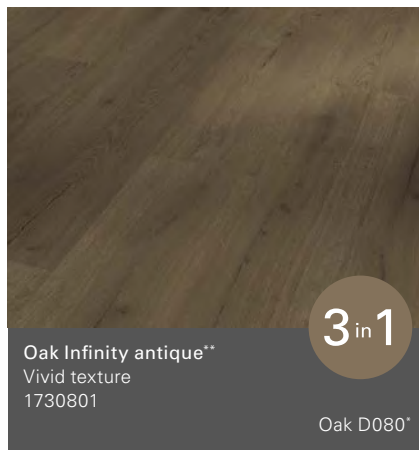 3 in 1
Oak Infinity antique**
Vivid texture
1730801
Oak D080*